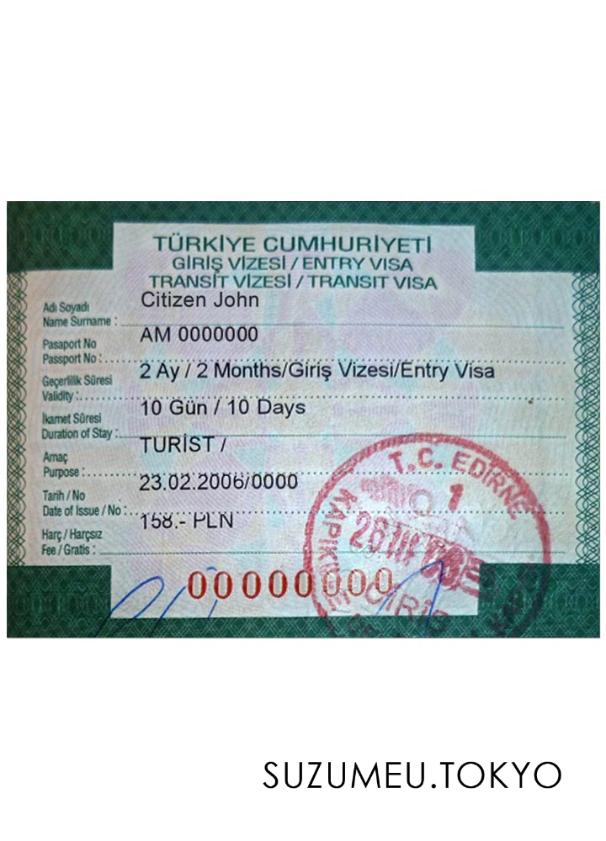 TÜRKİYE CUMHURİYETİ
GİRİŞ VİZESİ / ENTRY VISA
TRANSİT VİZESİ / TRANSIT VISA
Adı Soyadı
Name Surname : Citizen John
Pasaport No
Passport No : AM 0000000
Geçerlilik Süresi
Validity : 2 Ay / 2 Months/Giriş Vizesi/Entry Visa
İkamet Süresi
Duration of Stay : 10 Gün / 10 Days
Amaç
Purpose : TURİST /
Tarih / No
Date of Issue / No : 23.02.2006/0000
Harç / Harçsız
Fee / Gratis : 158.- PLN
00000000
T.C. EDİRNE
1
GİRİŞ
SUZUMEU.TOKYO